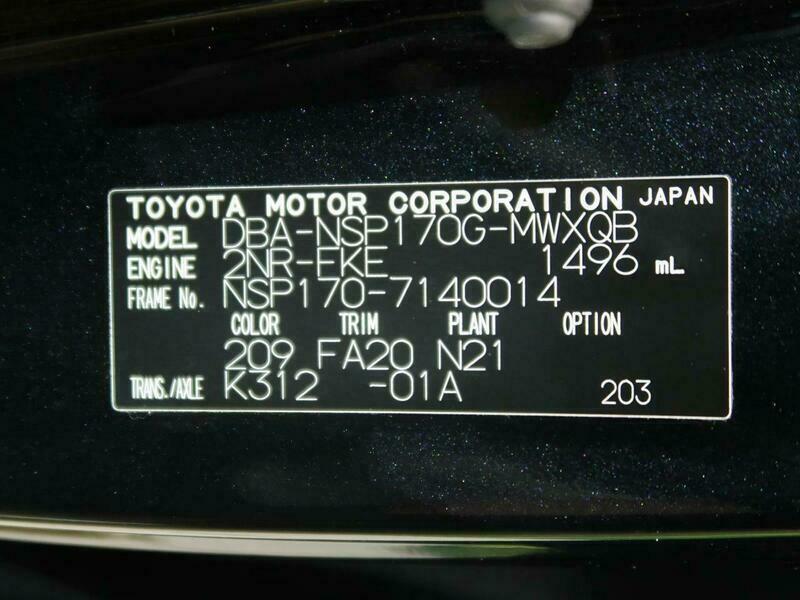 TOYOTA MOTOR CORPORATION JAPAN
MODEL DBA-NSP170G-MWXQB
ENGINE 2NR-FKE 1496 mL
FRAME No. NSP170-7140014
COLOR TRIM PLANT OPTION
209 FA20 N21
TRANS./AXLE K312 -01A 203